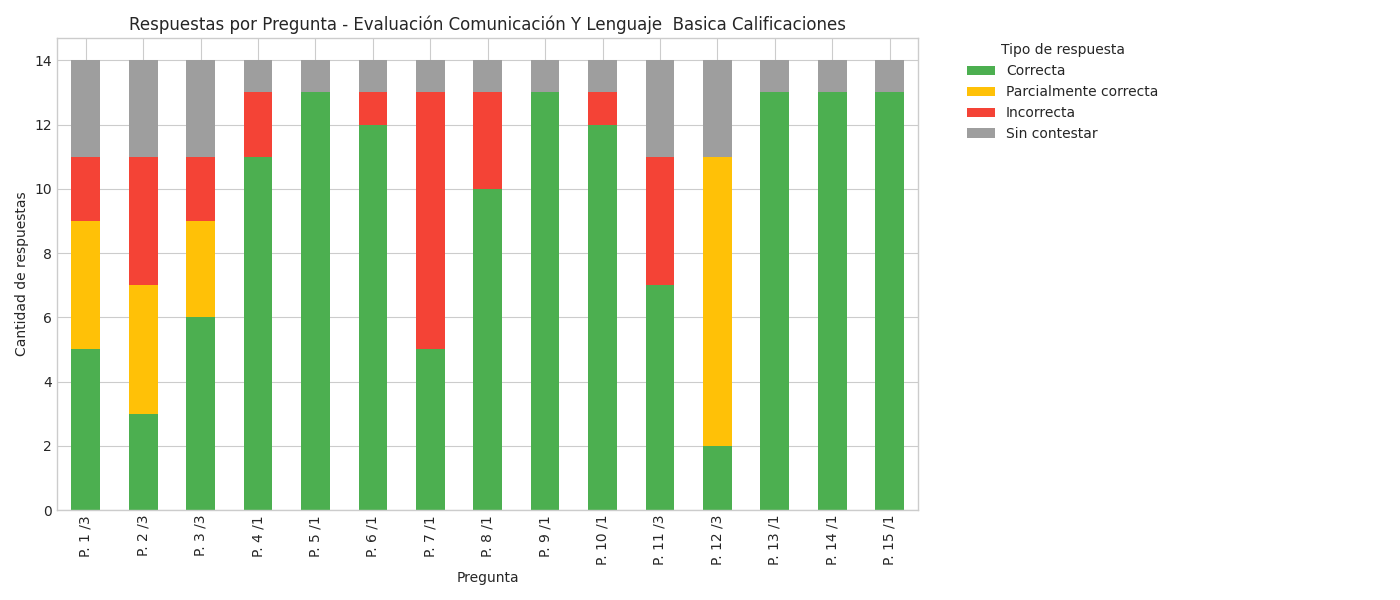 Respuestas por Pregunta - Evaluación Comunicación Y Lenguaje  Basica Calificaciones
Tipo de respuesta
Correcta
Parcialmente correcta
Incorrecta
Sin contestar
Cantidad de respuestas
14
12
10
8
6
4
2
0
P. 1 /3
P. 2 /3
P. 3 /3
P. 4 /1
P. 5 /1
P. 6 /1
P. 7 /1
P. 8 /1
P. 9 /1
P. 10 /1
P. 11 /3
P. 12 /3
P. 13 /1
P. 14 /1
P. 15 /1
Pregunta